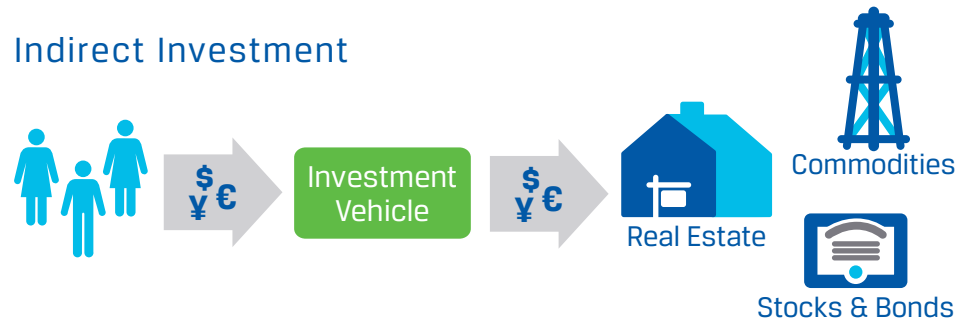 Indirect Investment
$
¥ €
Investment
Vehicle
$
¥ €
Real Estate
Commodities
Stocks & Bonds